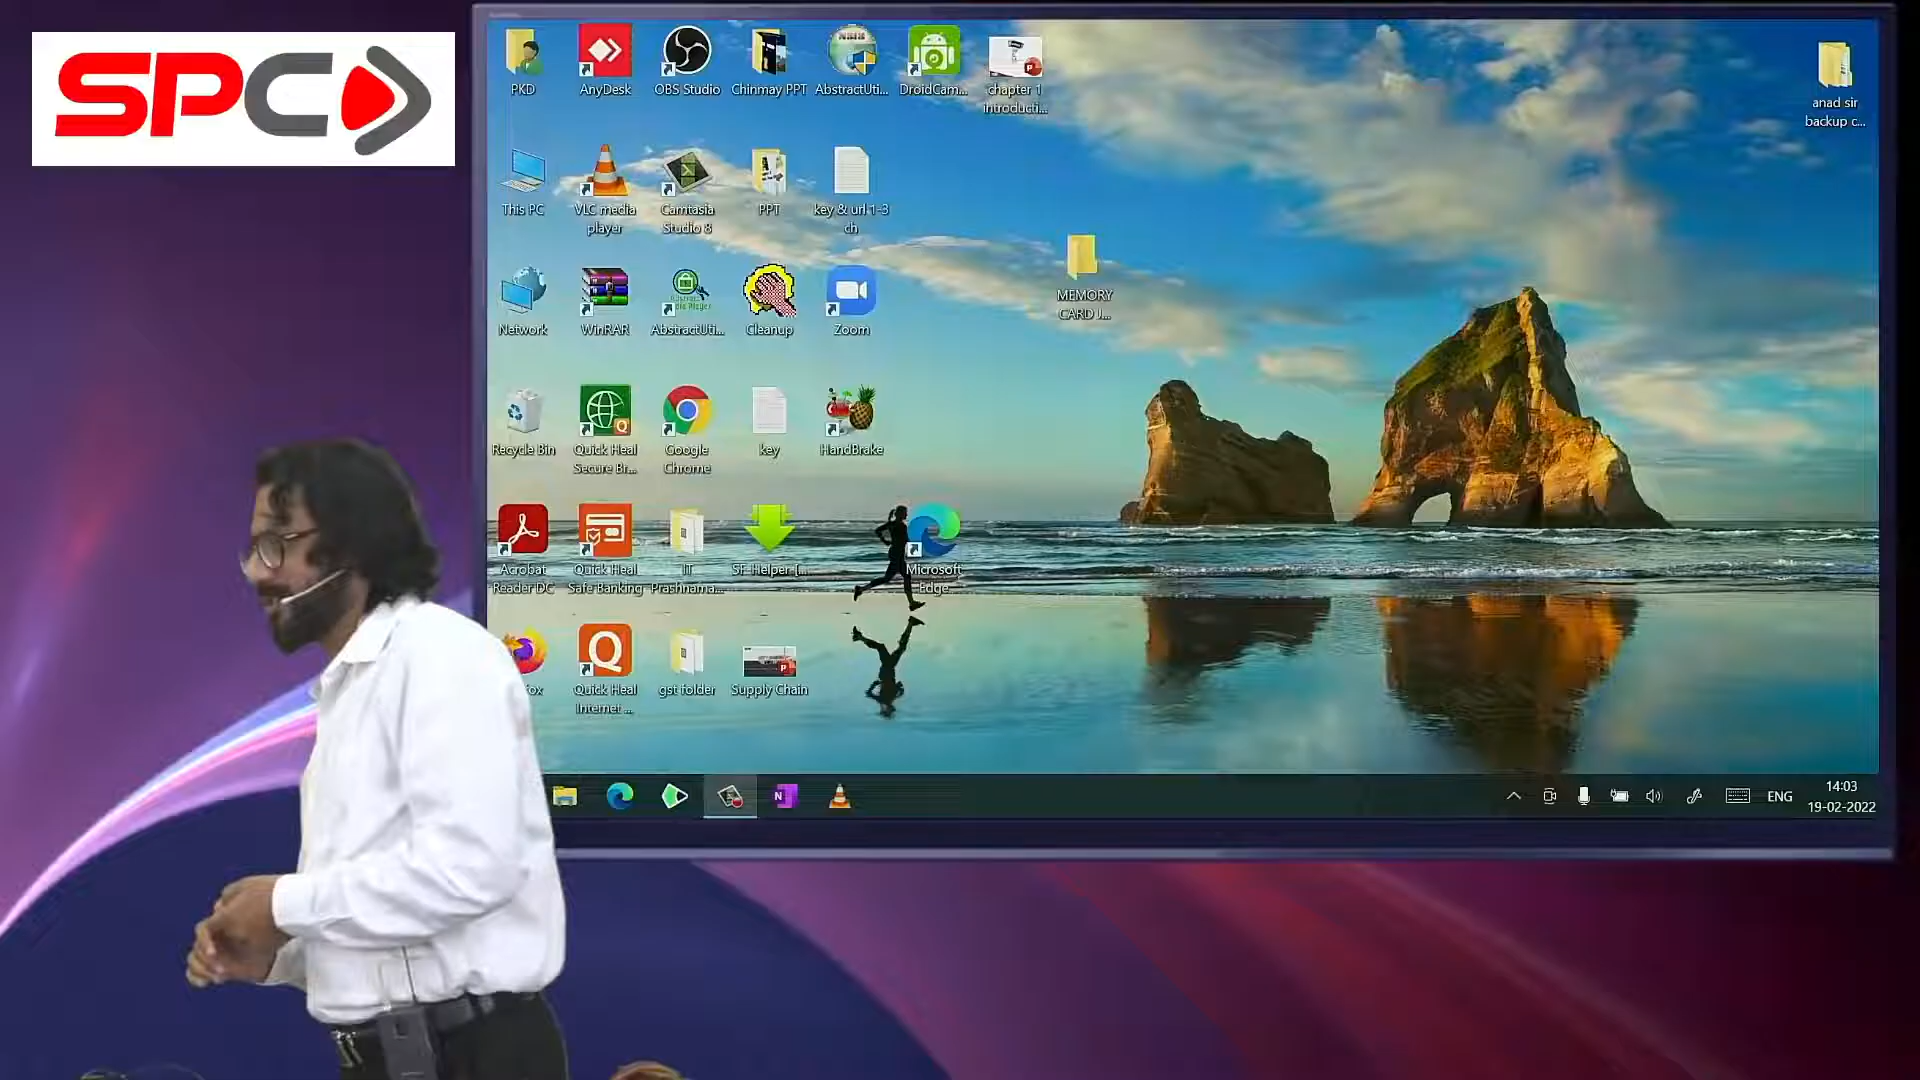 SPC
PKD
AnyDesk
OBS Studio
Chinmay PPT
AbstractUti...
DroidCam...
chapter 1
introducti...
anad sir
backup c...
This PC
VLC media
player
Camtasia
Studio 8
PPT
key & url 1-3
ch
MEMORY
CARD J...
Network
WinRAR
AbstractUti...
Cleanup
Zoom
Recycle Bin
Quick Heal
Secure Br...
Google
Chrome
key
HandBrake
Acrobat
Reader DC
Quick Heal
Safe Banking
IT
Prashnama...
SF-Helper [...
Microsoft
Edge
ox
Quick Heal
Internet ...
gst folder
Supply Chain
ENG
14:03
19-02-2022